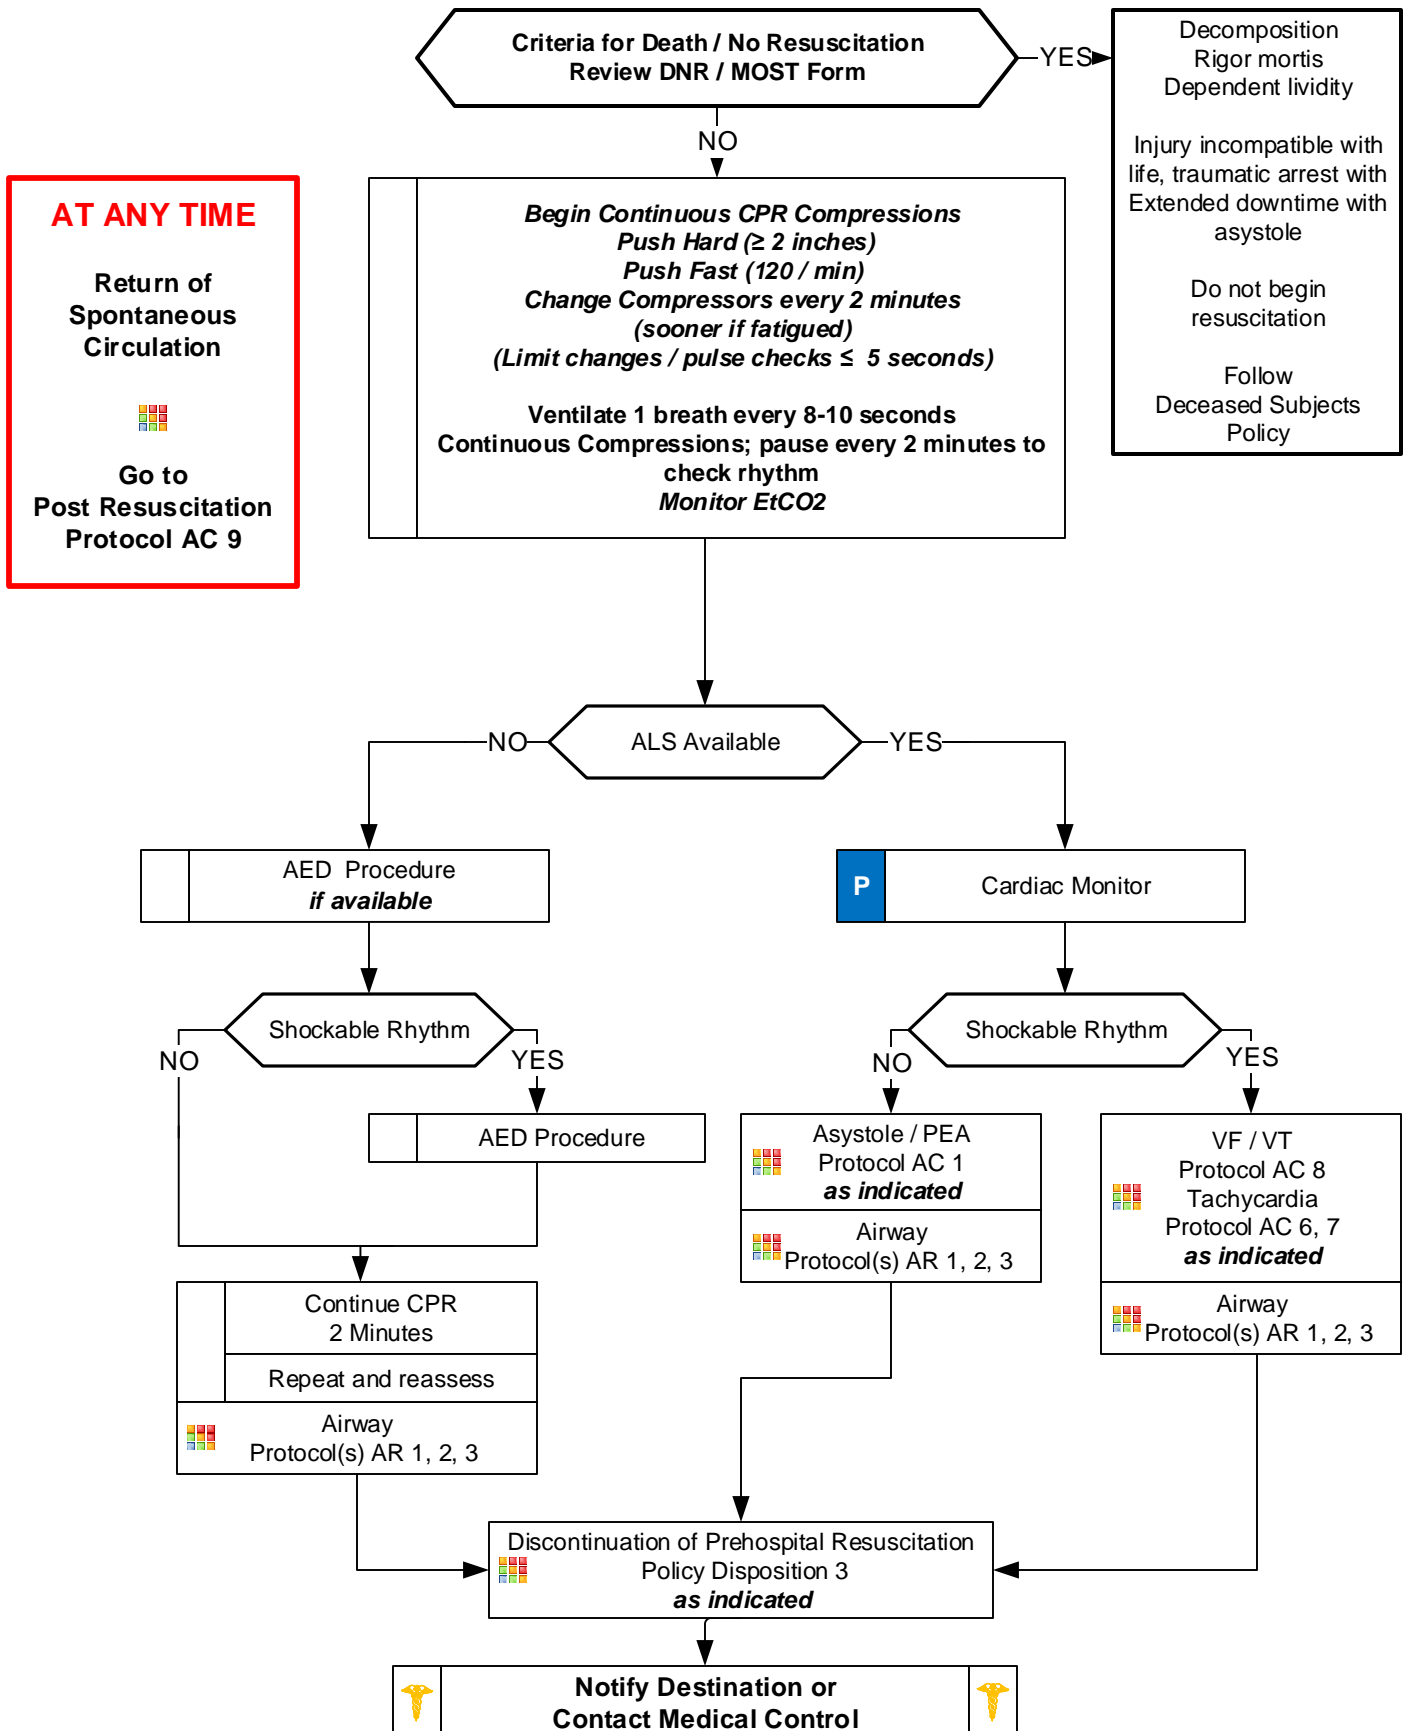 Criteria for Death / No Resuscitation
Review DNR / MOST Form
YES
Decomposition
Rigor mortis
Dependent lividity
Injury incompatible with
life, traumatic arrest with
Extended downtime with
asystole
Do not begin
resuscitation
Follow
Deceased Subjects
Policy
NO
AT ANY TIME
Return of
Spontaneous
Circulation
Go to
Post Resuscitation
Protocol AC 9
Begin Continuous CPR Compressions
Push Hard (≥ 2 inches)
Push Fast (120 / min)
Change Compressors every 2 minutes
(sooner if fatigued)
(Limit changes / pulse checks ≤ 5 seconds)
Ventilate 1 breath every 8-10 seconds
Continuous Compressions; pause every 2 minutes to
check rhythm
Monitor EtCO2
NO
ALS Available
YES
AED Procedure
if available
P
Cardiac Monitor
Shockable Rhythm
NO
YES
AED Procedure
Shockable Rhythm
NO
YES
Asystole / PEA
Protocol AC 1
as indicated
Airway
Protocol(s) AR 1, 2, 3
VF / VT
Protocol AC 8
Tachycardia
Protocol AC 6, 7
as indicated
Airway
Protocol(s) AR 1, 2, 3
Continue CPR
2 Minutes
Repeat and reassess
Airway
Protocol(s) AR 1, 2, 3
Discontinuation of Prehospital Resuscitation
Policy Disposition 3
as indicated
Notify Destination or
Contact Medical Control